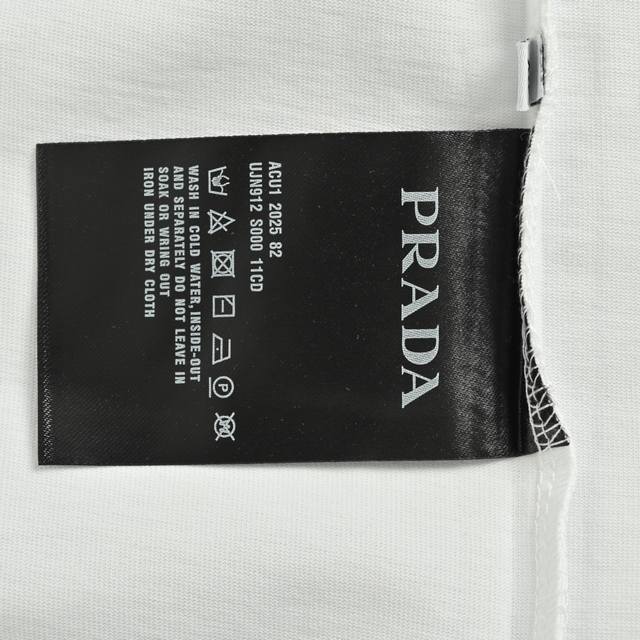 PRADA
ACU1 2025 82
UJN912 S000 11CD
P
WASH IN COLD WATER, INSIDE-OUT
AND SEPARATELY DO NOT LEAVE IN
SOAK OR WRING OUT
IRON UNDER DRY CLOTH